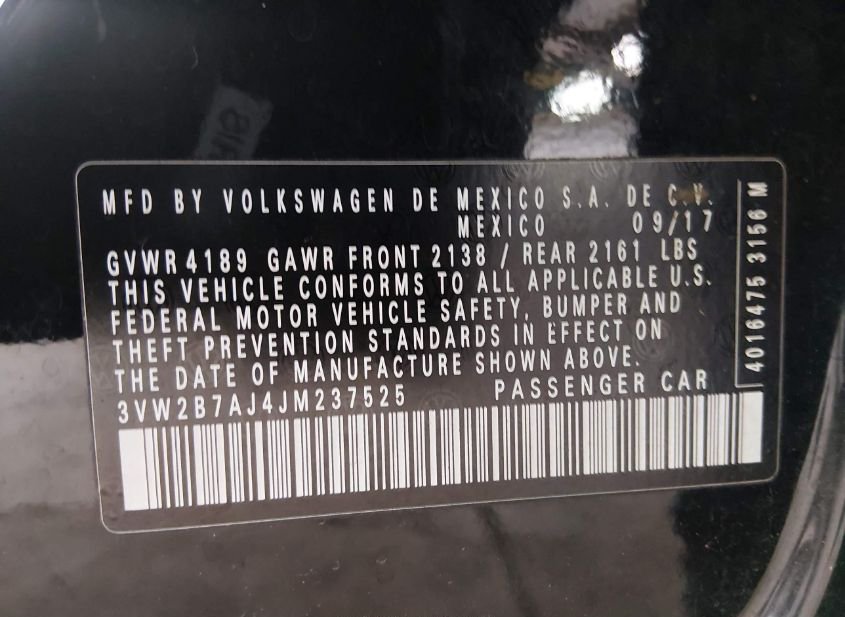 MFD BY VOLKSWAGEN DE MEXICO S.A. DE C.V.
MEXICO 09/17
GVWR 4189 GAWR FRONT 2138 / REAR 2161 LBS
THIS VEHICLE CONFORMS TO ALL APPLICABLE U.S.
FEDERAL MOTOR VEHICLE SAFETY, BUMPER AND
THEFT PREVENTION STANDARDS IN EFFECT ON
THE DATE OF MANUFACTURE SHOWN ABOVE.
3VW2B7AJ4JM237525 PASSENGER CAR
4016475 3156 M